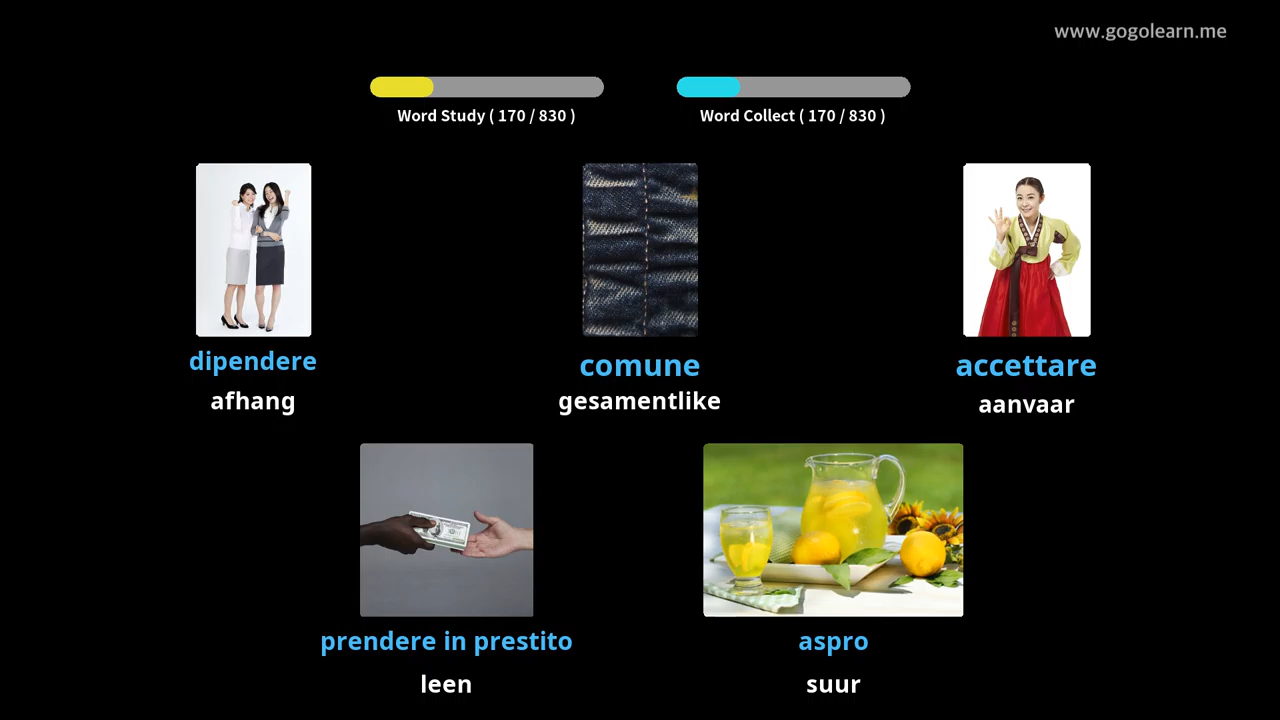 www.gogolearn.me
Word Study ( 170 / 830 )
Word Collect ( 170 / 830 )
dipendere
afhang
comune
gesamentlike
accettare
aanvaar
prendere in prestito
leen
aspro
suur